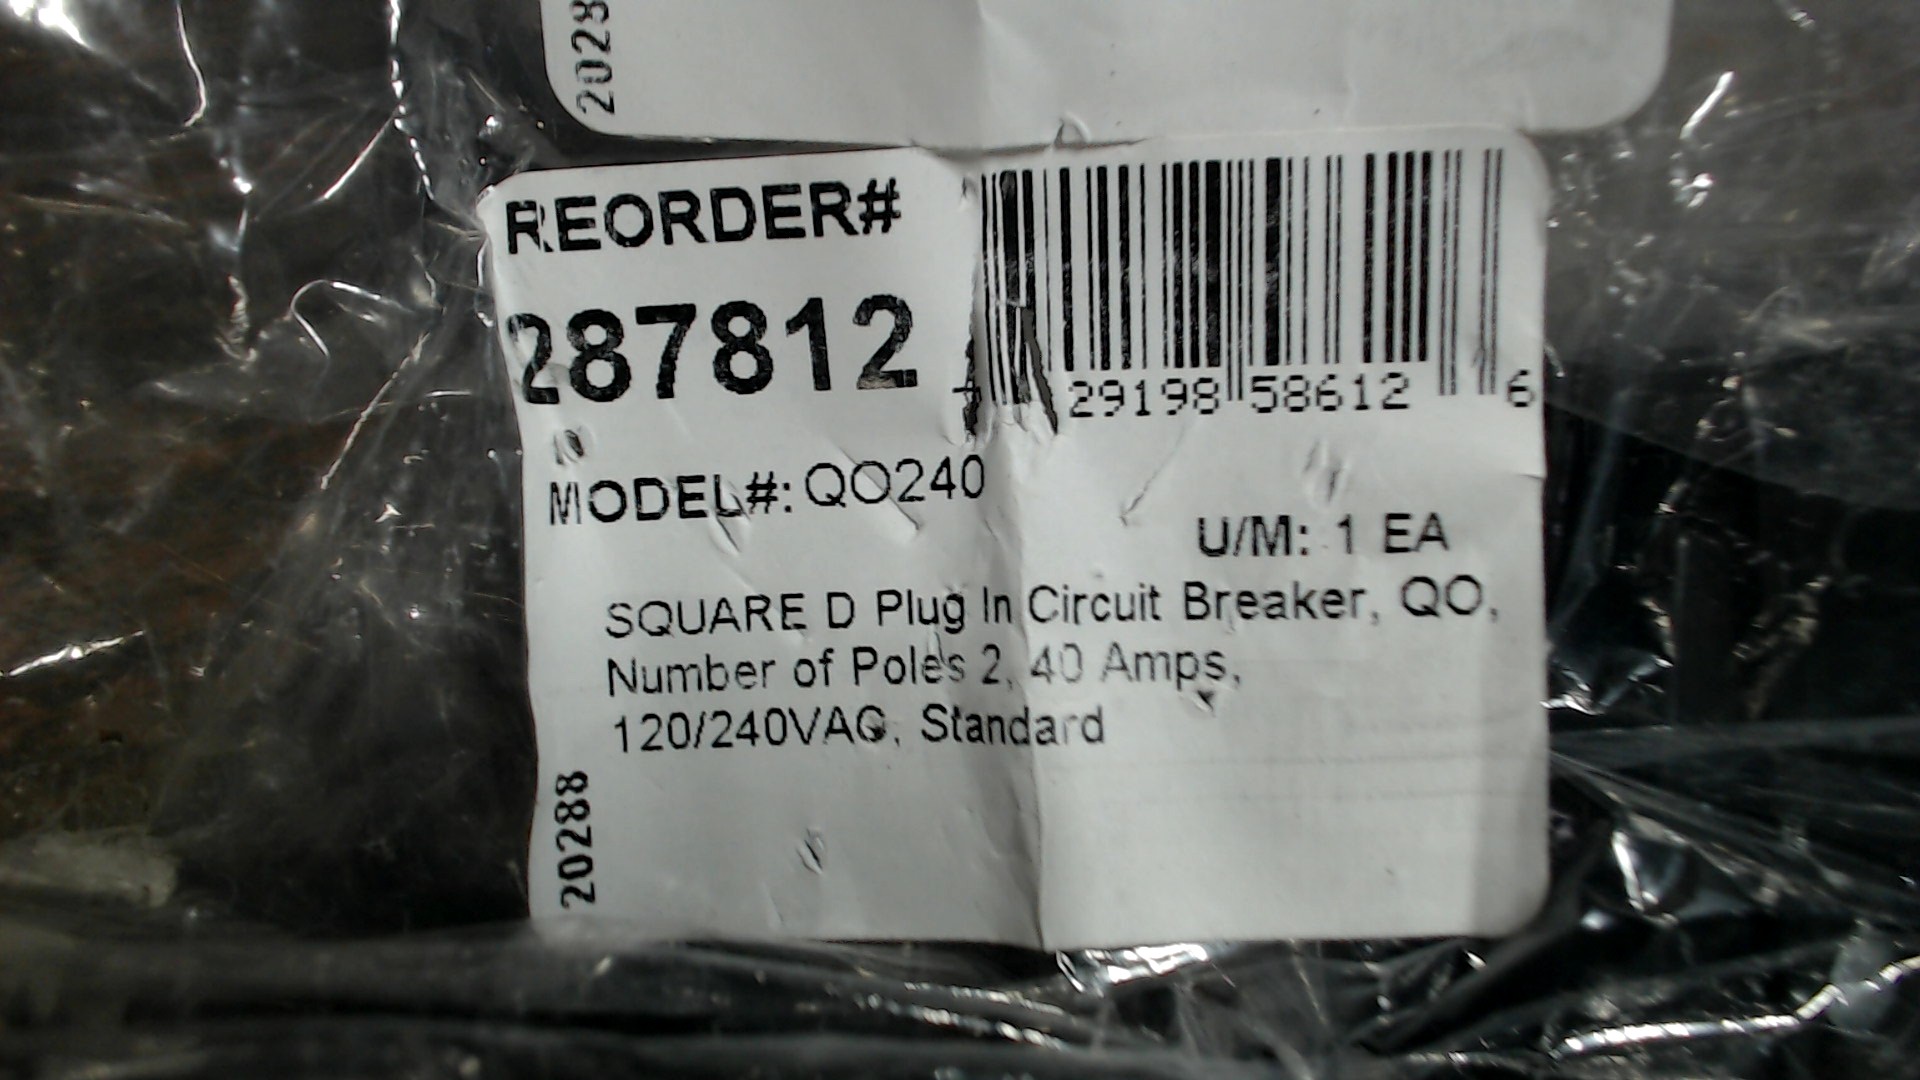 2028
REORDER#
287812
29198 58612 6
MODEL#: QO240
U/M: 1 EA
SQUARE D Plug In Circuit Breaker, QO,
Number of Poles 2, 40 Amps,
120/240VAC, Standard
20288